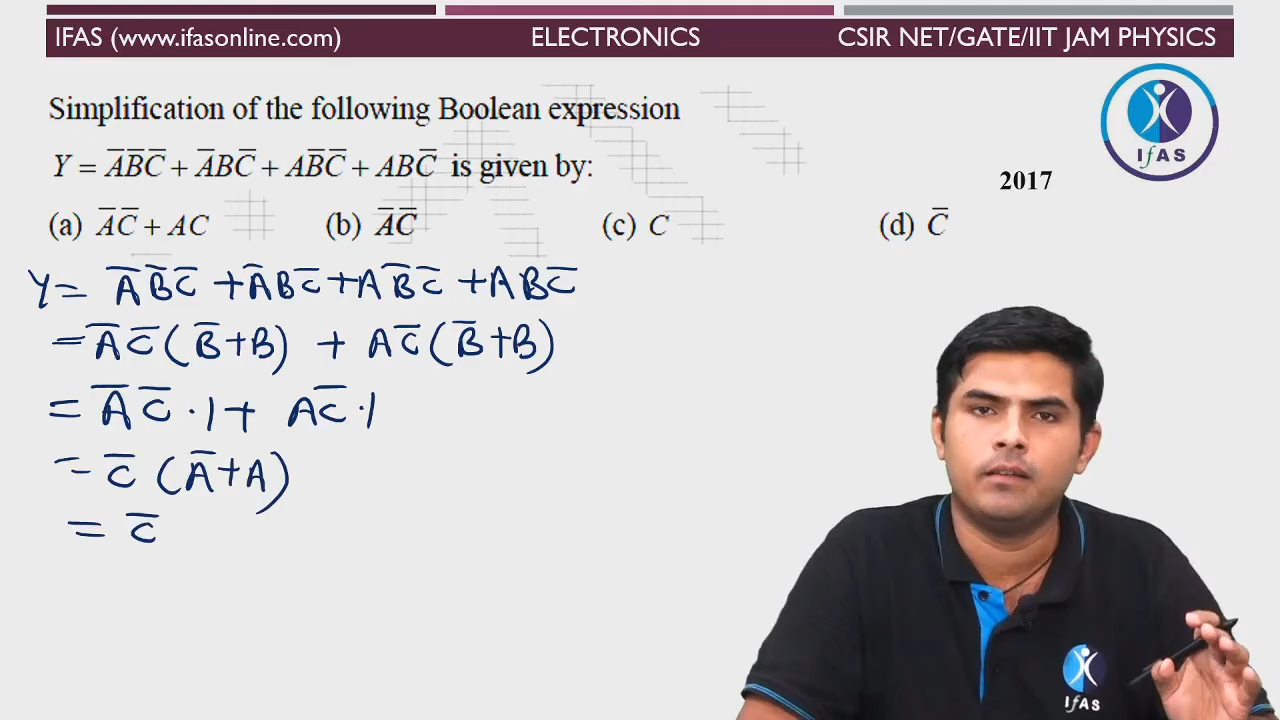 IFAS (www.ifasonline.com) ELECTRONICS CSIR NET/GATE/IIT JAM PHYSICS
Simplification of the following Boolean expression
Y = A̅B̅C̅ + A̅BC̅ + AB̅C̅ + ABC̅ is given by:
IfAS
2017
(a) A̅C̅ + AC (b) A̅C̅ (c) C (d) C̅
Y= A̅B̅C̅ +A̅BC̅+AB̅C̅ +ABC̅
=A̅C̅(B̅+B) + AC̅(B̅+B)
= A̅C̅·1+ AC̅·1
= C̅ (A̅+A)
= C̅
IfAS